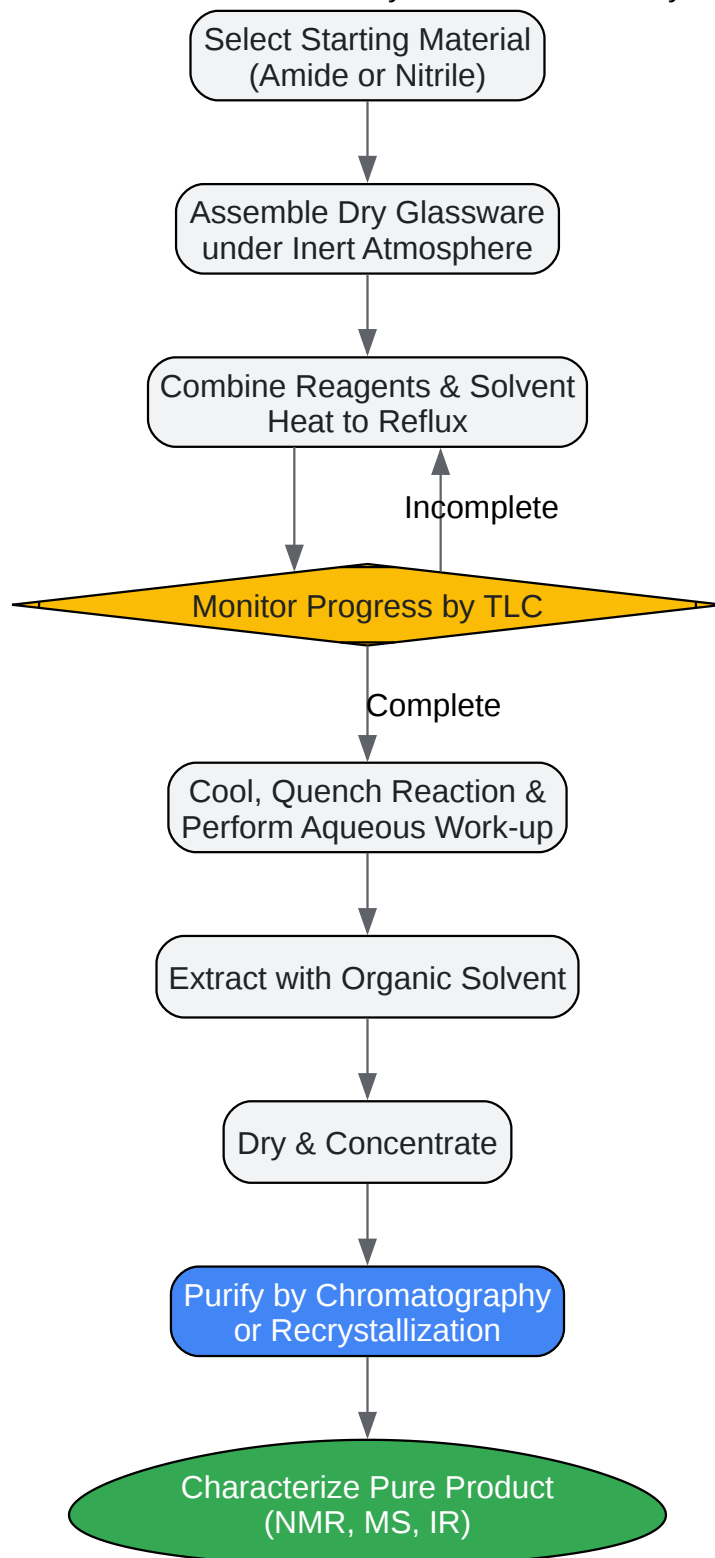 Select Starting Material
(Amide or Nitrile)
Assemble Dry Glassware
under Inert Atmosphere
Combine Reagents & Solvent
Heat to Reflux
Incomplete
Monitor Progress by TLC
Complete
Cool, Quench Reaction &
Perform Aqueous Work-up
Extract with Organic Solvent
Dry & Concentrate
Purify by Chromatography
or Recrystallization
Characterize Pure Product
(NMR, MS, IR)